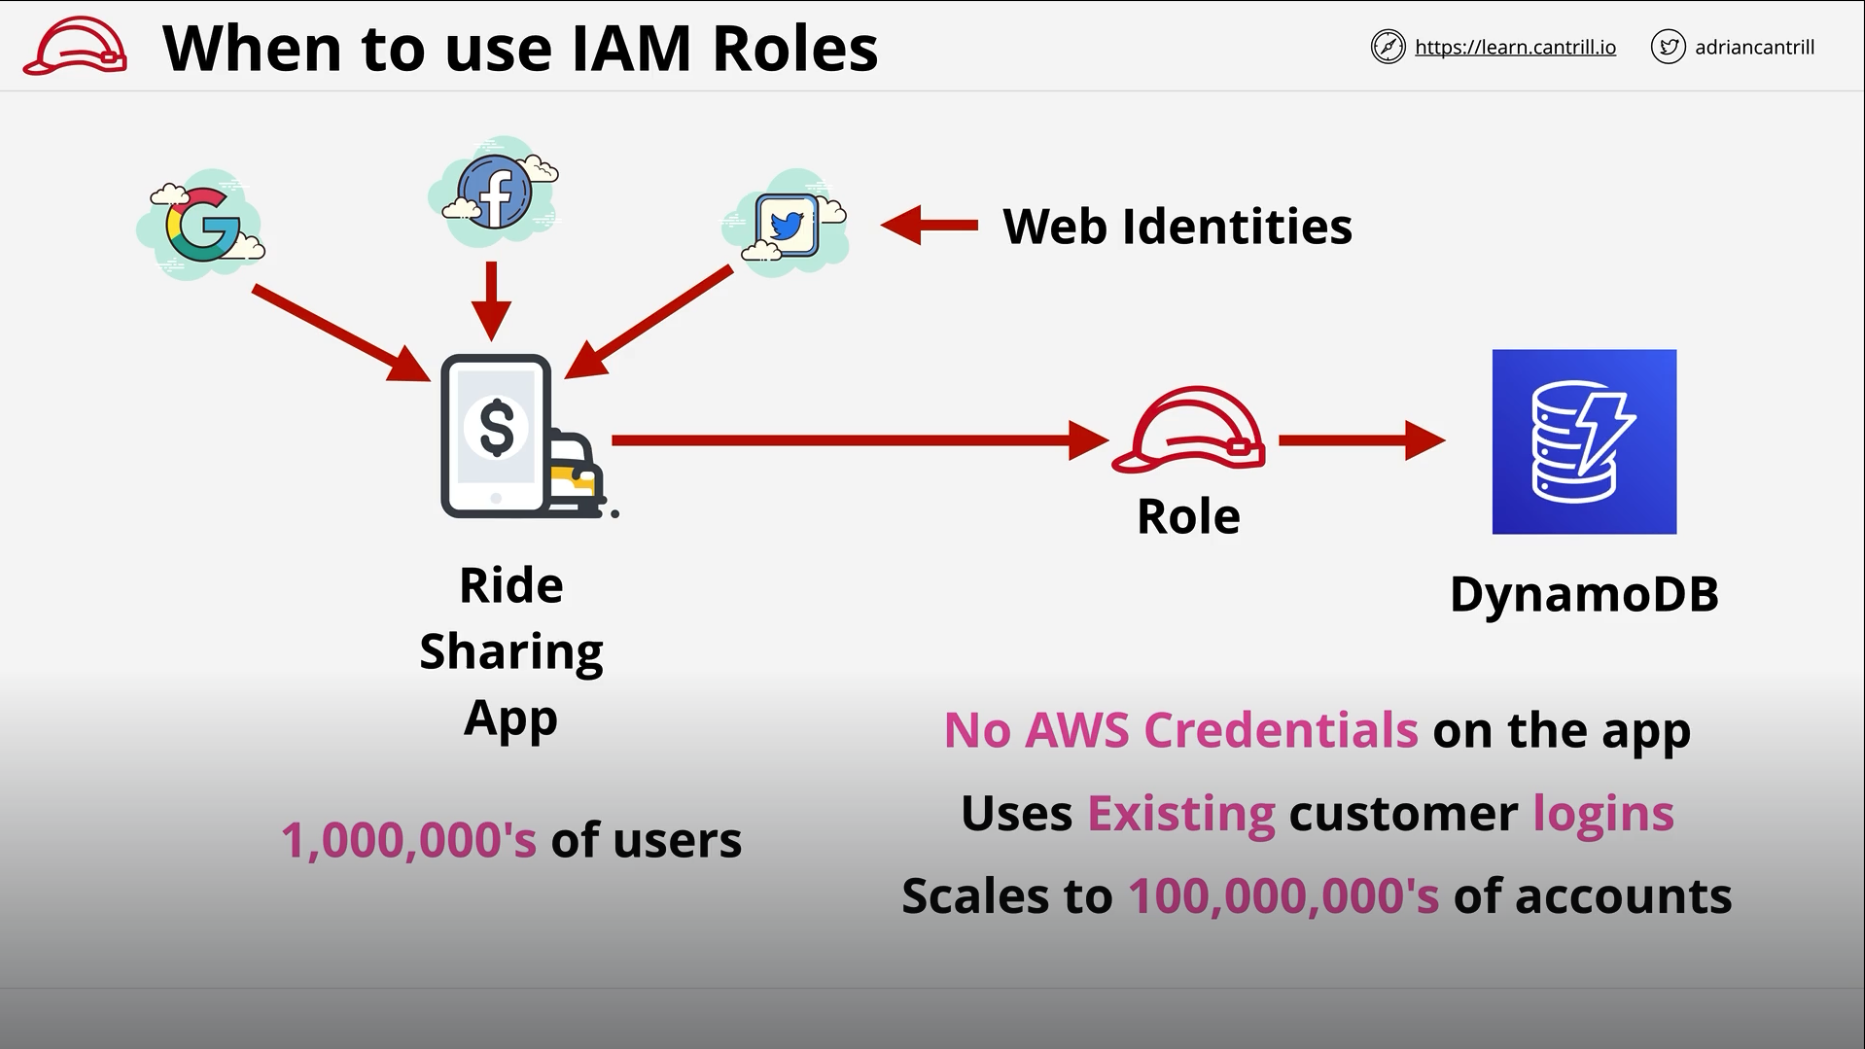 When to use IAM Roles
https://learn.cantrill.io
adriancantrill
Web Identities
Role
Ride
Sharing
App
DynamoDB
1,000,000's of users
No AWS Credentials on the app
Uses Existing customer logins
Scales to 100,000,000's of accounts